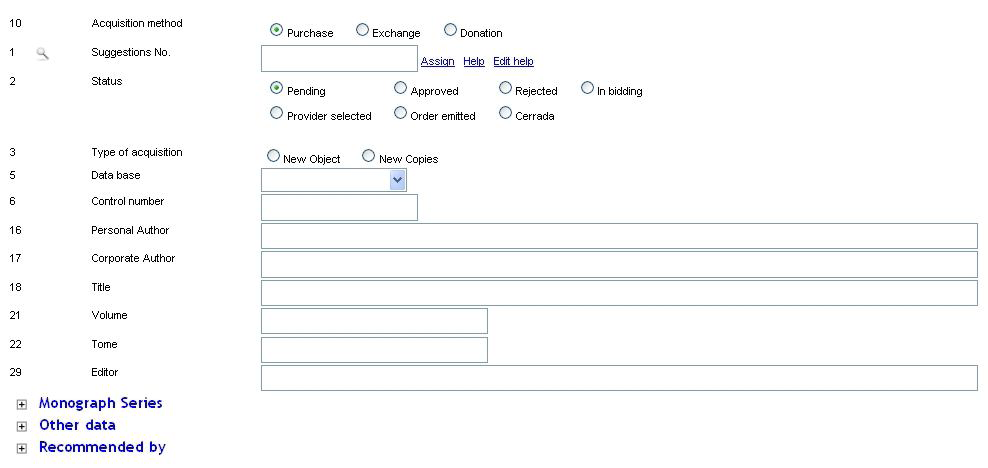 10 Acquisition method Purchase Exchange Donation
1 Suggestions No. Assign Help Edit help
2 Status Pending Approved Rejected In bidding
Provider selected Order emitted Cerrada
3 Type of acquisition New Object New Copies
5 Data base
6 Control number
16 Personal Author
17 Corporate Author
18 Title
21 Volume
22 Tome
29 Editor
Monograph Series
Other data
Recommended by